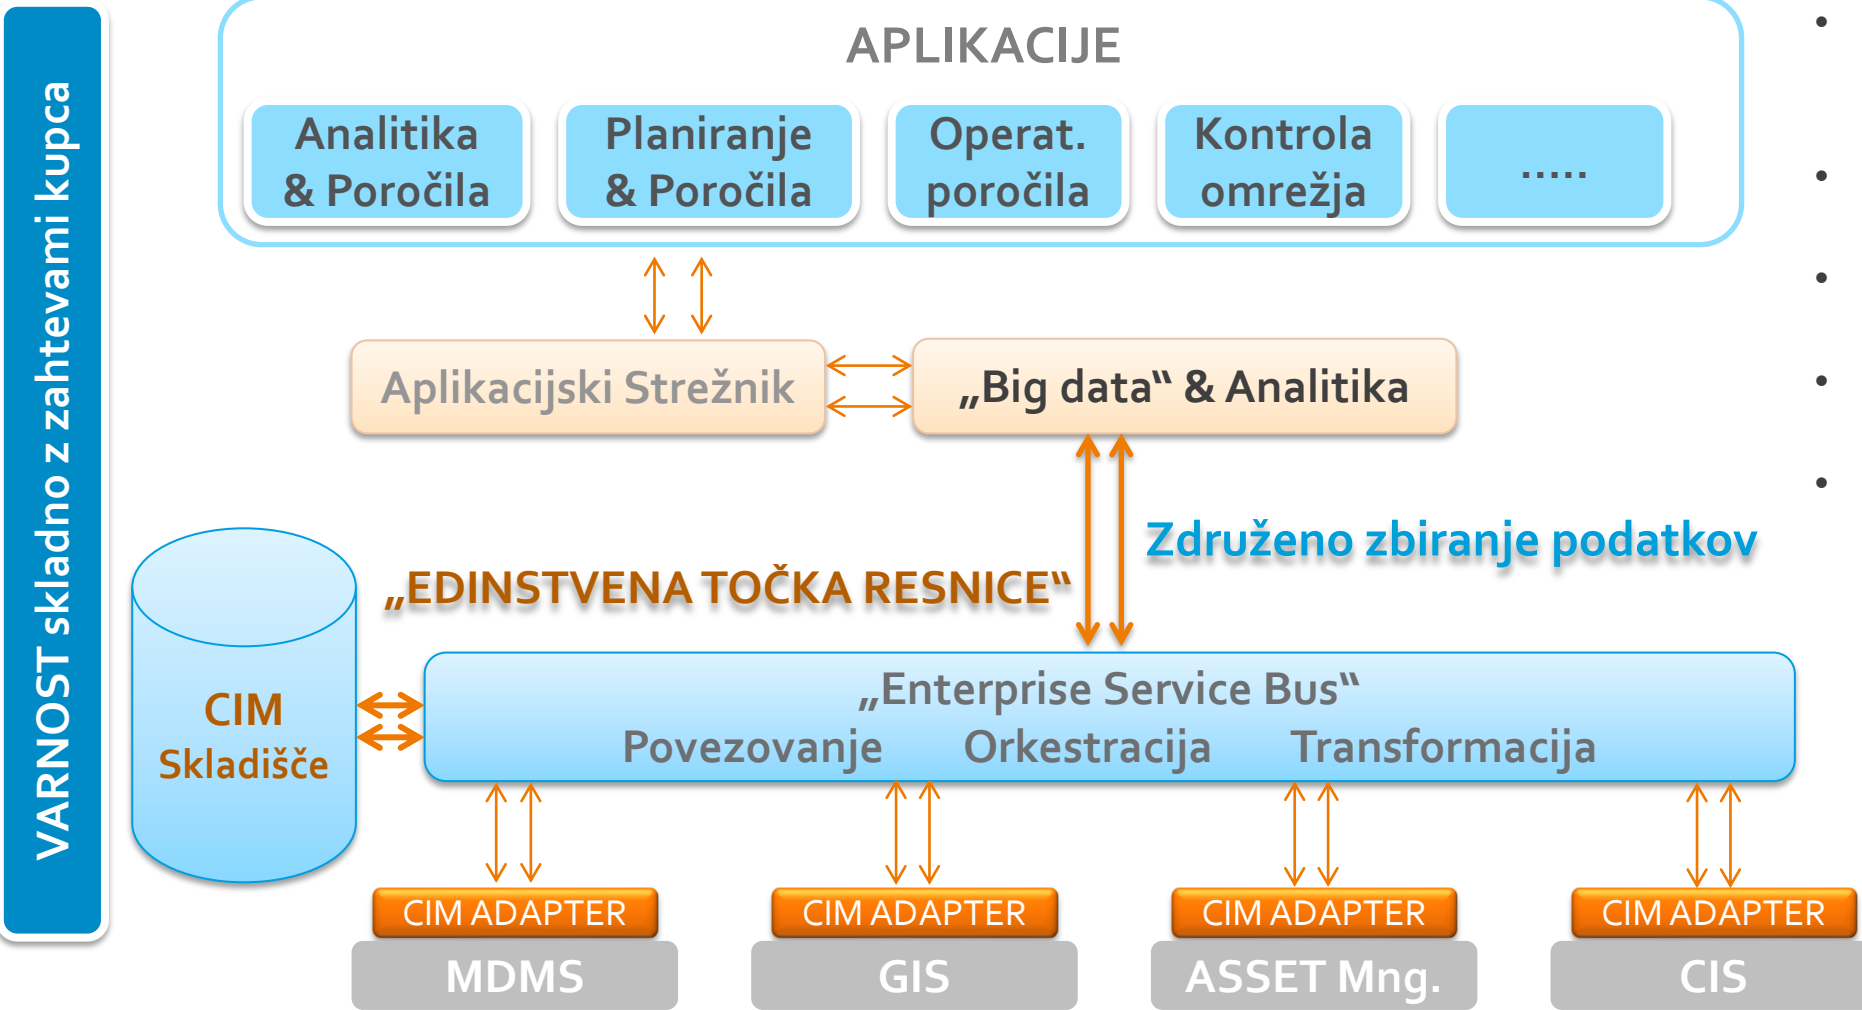 VARNOST skladno z zahtevami kupca
APLIKACIJE
Analitika
& Poročila
Planiranje
& Poročila
Operat.
poročila
Kontrola
omrežja
.....
Aplikacijski Strežnik
„Big data“ & Analitika
Združeno zbiranje podatkov
„EDINSTVENA TOČKA RESNICE“
CIM
Skladišče
„Enterprise Service Bus“
Povezovanje Orkestracija Transformacija
CIM ADAPTER
MDMS
CIM ADAPTER
GIS
CIM ADAPTER
ASSET Mng.
CIM ADAPTER
CIS